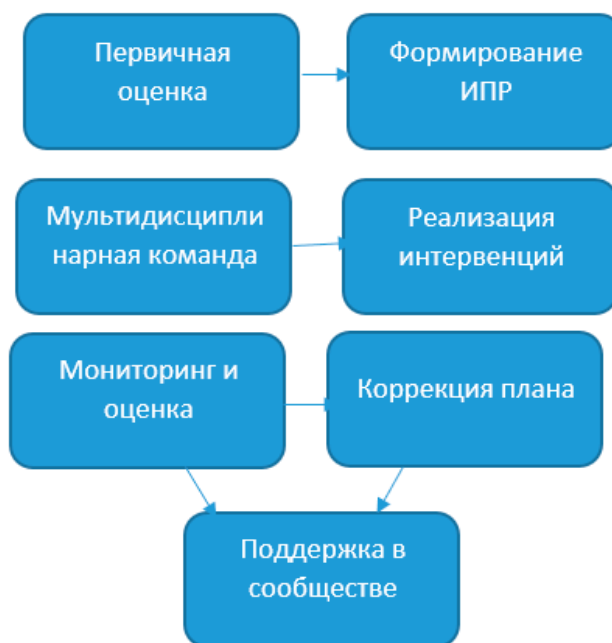 Первичная
оценка
Формирование
ИПР
Мультидисципли
нарная команда
Реализация
интервенций
Мониторинг и
оценка
Коррекция плана
Поддержка в
сообществе